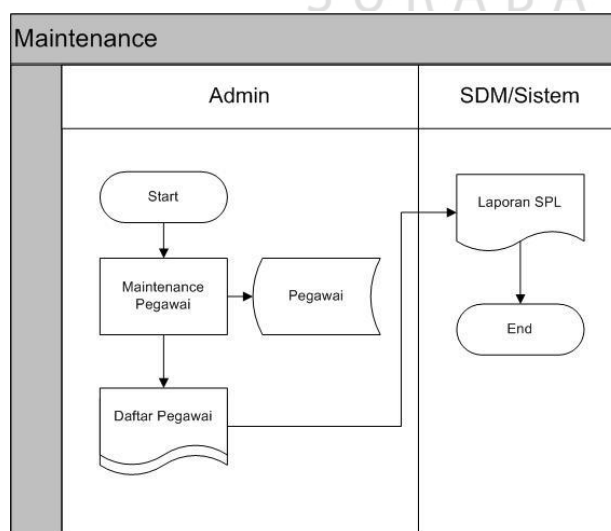 Maintenance
Admin
SDM/Sistem
Start
Maintenance
Pegawai
Pegawai
Daftar Pegawai
Laporan SPL
End